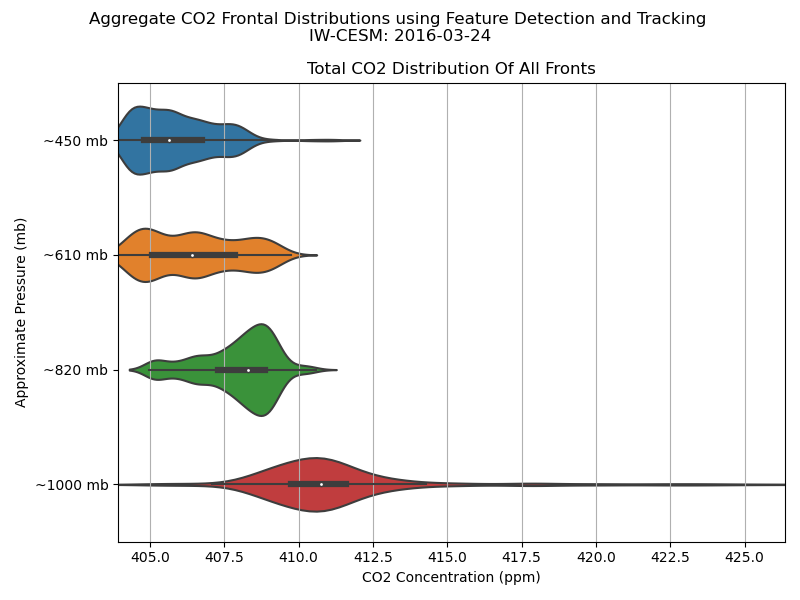 Aggregate CO2 Frontal Distributions using Feature Detection and Tracking
IW-CESM: 2016-03-24
Total CO2 Distribution Of All Fronts
~450 mb
~610 mb
~820 mb
~1000 mb
Approximate Pressure (mb)
405.0 407.5 410.0 412.5 415.0 417.5 420.0 422.5 425.0
CO2 Concentration (ppm)